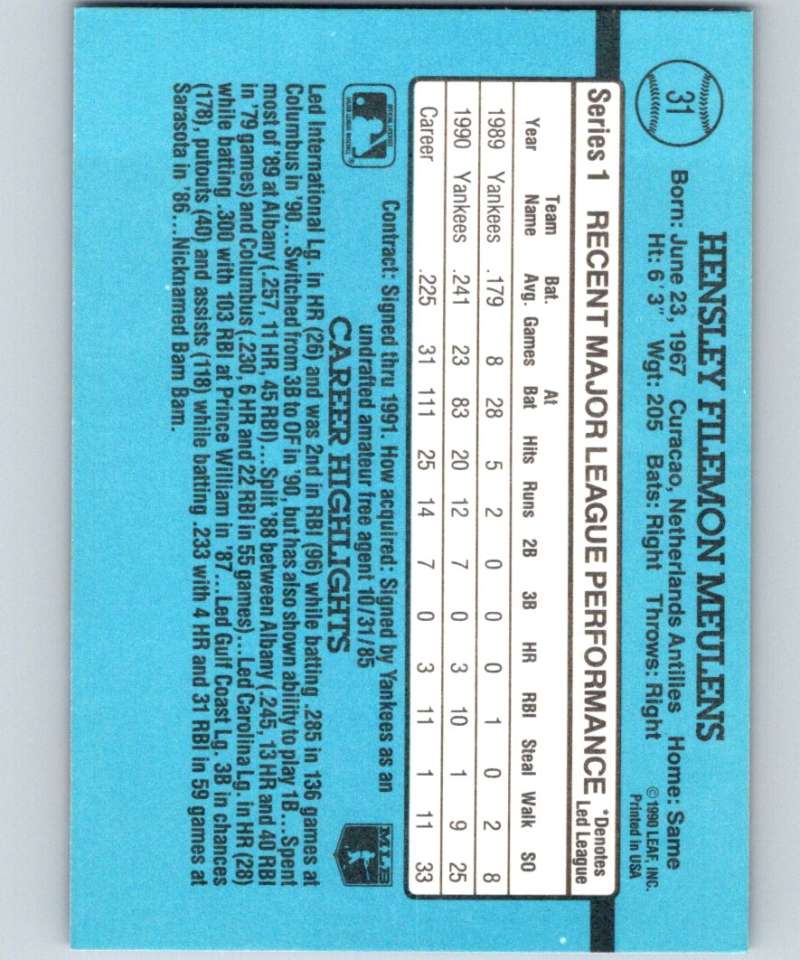 31
HENSLEY FILEMON MEULENS
Born: June 23, 1967 Curacao, Netherlands Antilles Home: Same
Ht: 6'3" Wgt: 205 Bats: Right Throws: Right
©1990 LEAF, INC.
Printed in USA
Series 1 RECENT MAJOR LEAGUE PERFORMANCE *Denotes Led League
Year Team Name Bat. Avg. Games At Bat Hits Runs 2B 3B HR RBI Steal Walk SO
1989 Yankees .179 8 28 5 2 0 0 0 1 0 2 8
1990 Yankees .241 23 83 20 12 7 0 3 10 1 9 25
Career .225 31 111 25 14 7 0 3 11 1 11 33
Contract: Signed thru 1991. How acquired: Signed by Yankees as an
undrafted amateur free agent 10/31/85
MLB
CAREER HIGHLIGHTS
Led International Lg. in HR (26) and was 2nd in RBI (96) while batting .285 in 136 games at
Columbus in '90...Switched from 3B to OF in '90, but has also shown ability to play 1B...Spent
most of '89 at Albany (.257, 11 HR, 45 RBI)...Split '88 between Albany (.245, 13 HR and 40 RBI
in '79 games) and Columbus (.230, 6 HR and 22 RBI in 55 games)...Led Carolina Lg. in HR (28)
while batting .300 with 103 RBI at Prince William in '87...Led Gulf Coast Lg. 3B in chances
(178), putouts (40) and assists (118) while batting .233 with 4 HR and 31 RBI in 59 games at
Sarasota in '86...Nicknamed Bam Bam.